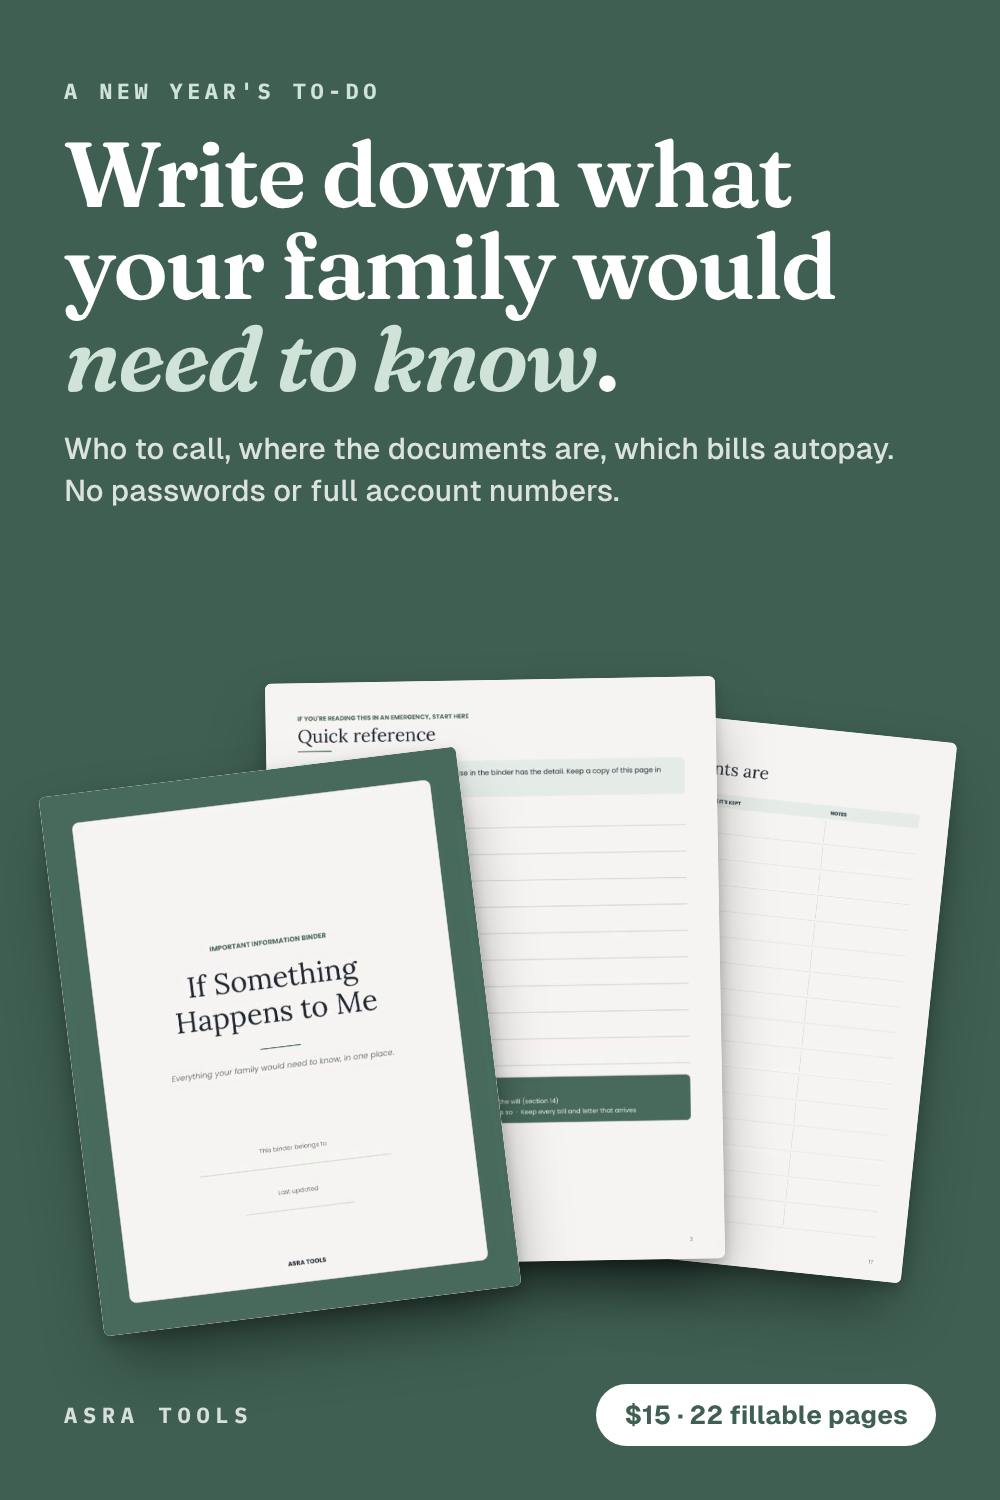 A NEW YEAR'S TO-DO
Write down what
your family would
need to know.
Who to call, where the documents are, which bills autopay.
No passwords or full account numbers.
IF YOU'RE READING THIS IN AN EMERGENCY, START HERE
Quick reference
in the binder has the detail. Keep a copy of this page in
the will (section 14)
so · Keep every bill and letter that arrives
3
are
IT'S KEPT
NOTES
17
IMPORTANT INFORMATION BINDER
If Something
Happens to Me
Everything your family would need to know, in one place.
This binder belongs to
Last updated
ASRA TOOLS
ASRA TOOLS
$15 · 22 fillable pages